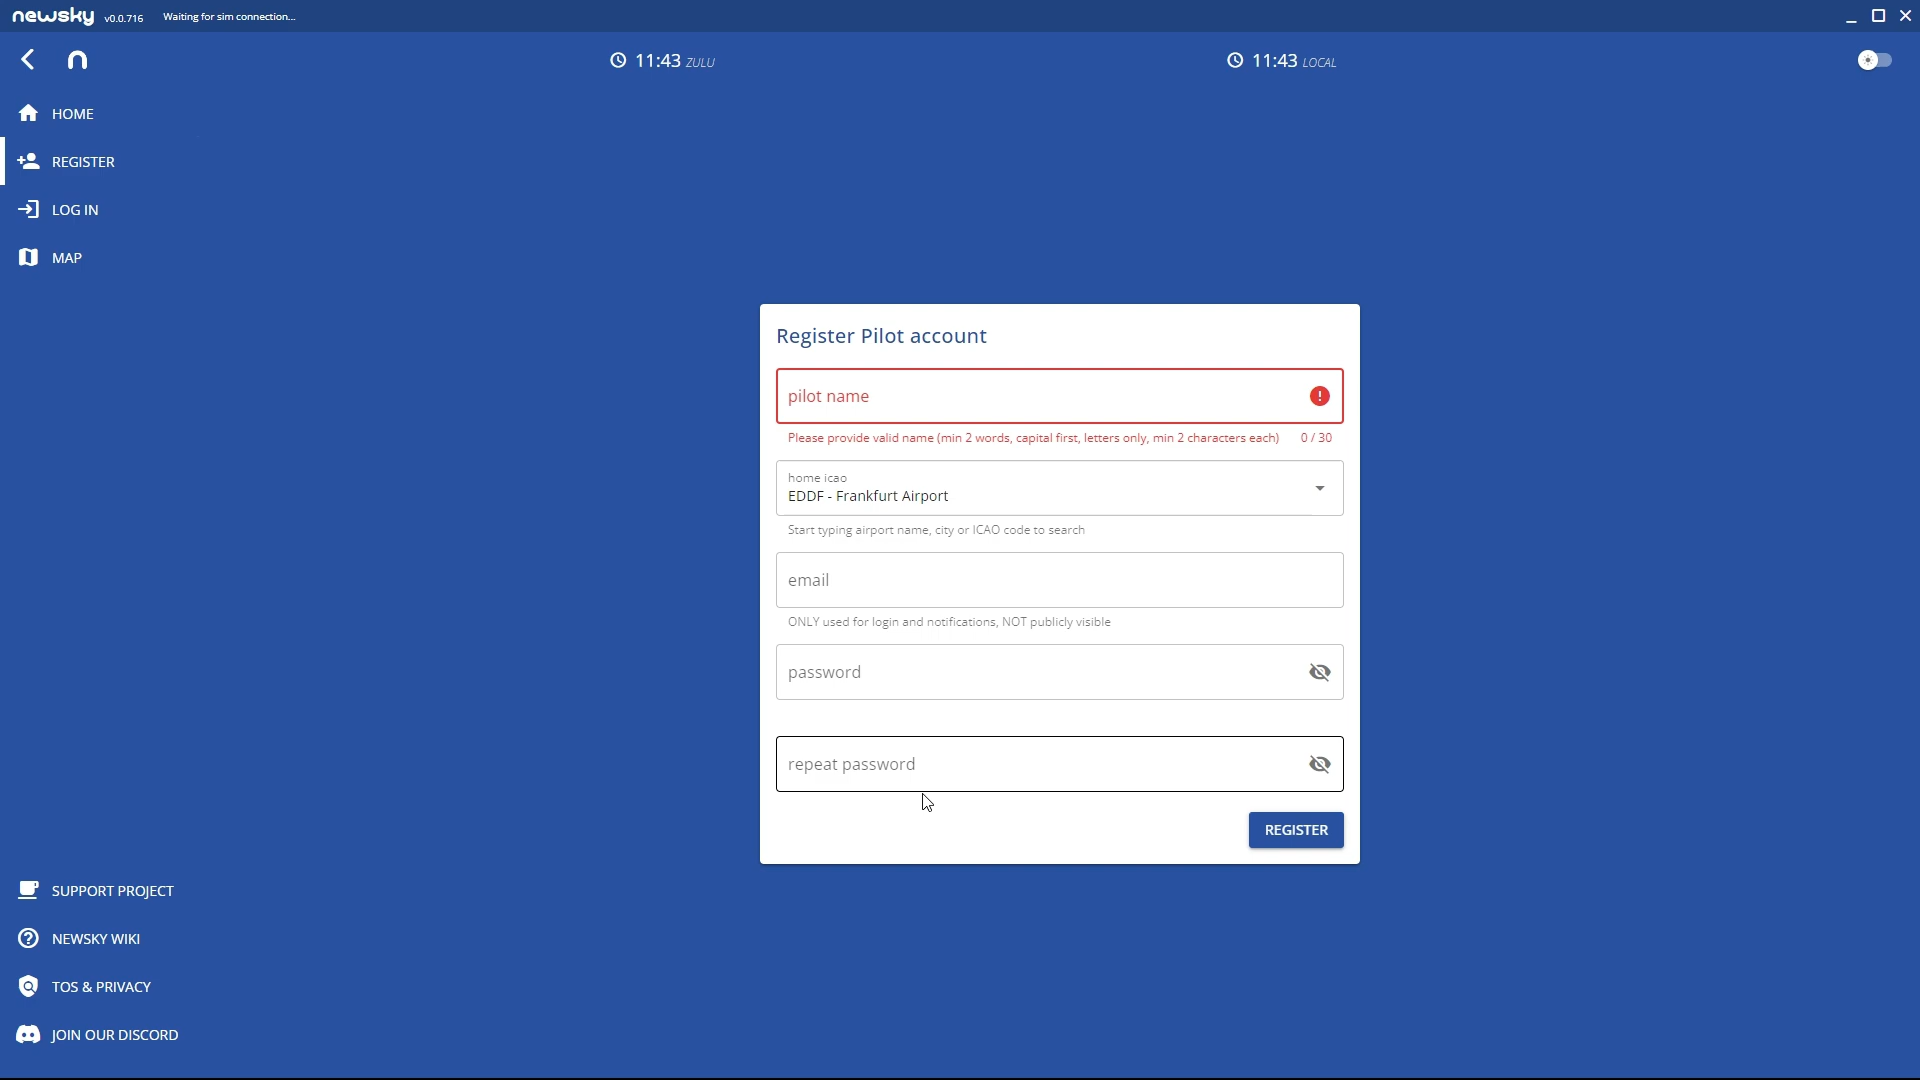 newsky v0.0.716 Waiting for sim connection...
11:43 ZULU
11:43 LOCAL
HOME
REGISTER
LOG IN
MAP
Register Pilot account
pilot name
Please provide valid name (min 2 words, capital first, letters only, min 2 characters each) 0 / 30
home icao
EDDF - Frankfurt Airport
Start typing airport name, city or ICAO code to search
email
ONLY used for login and notifications, NOT publicly visible
password
repeat password
REGISTER
SUPPORT PROJECT
NEWSKY WIKI
TOS & PRIVACY
JOIN OUR DISCORD